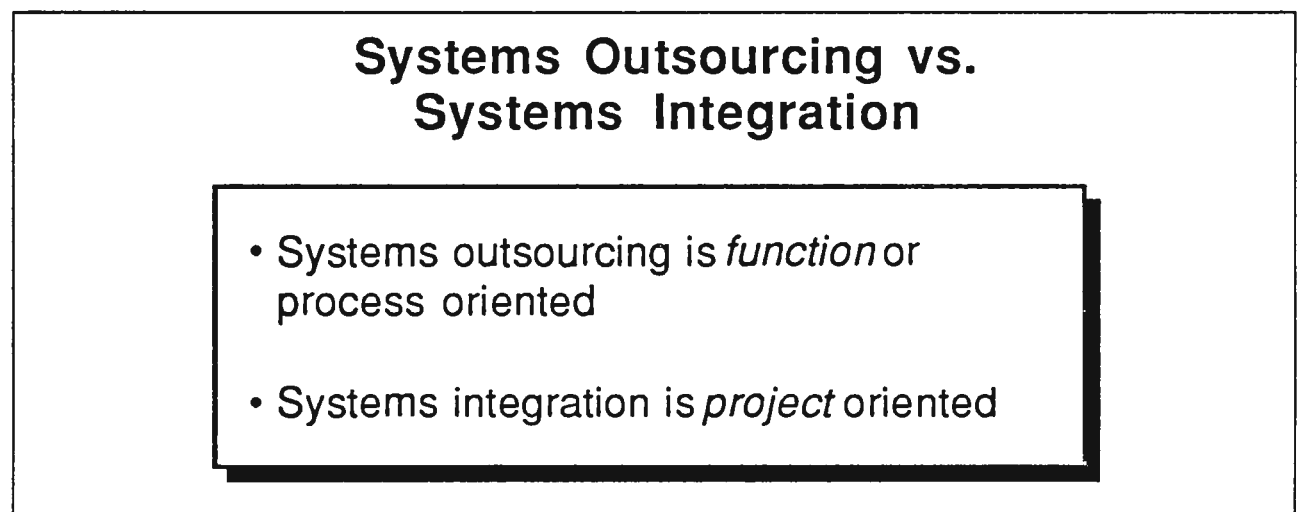 Systems Outsourcing vs.
Systems Integration
• Systems outsourcing is function or
process oriented
• Systems integration is project oriented